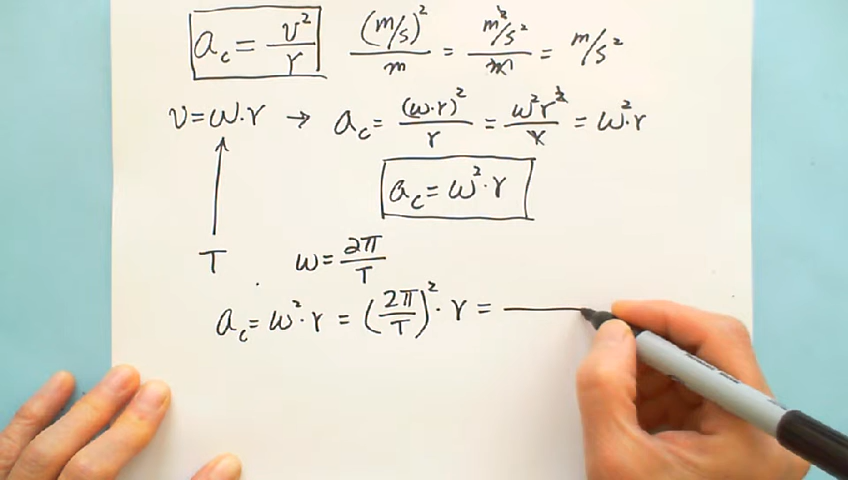 a_c = v²/r (m/s)²/m = m²/s²/m = m/s²
v = ω·r → a_c = (ω·r)²/r = ω²r²/r = ω²·r
a_c = ω²·r
T ω = 2π/T
a_c = ω²·r = (2π/T)²·r =